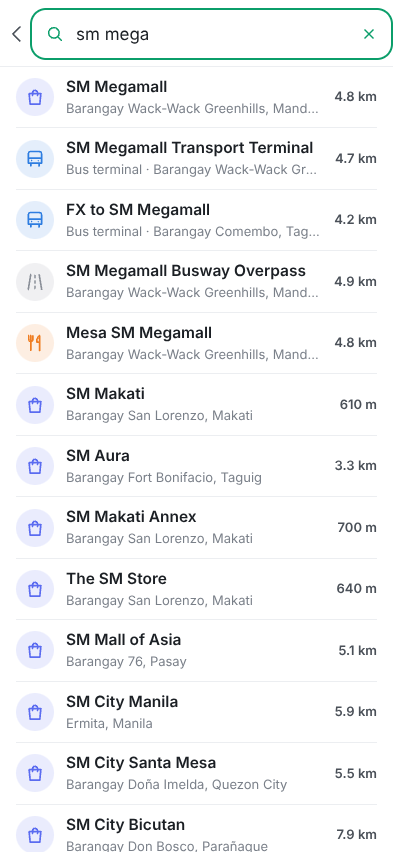 sm mega
SM Megamall
Barangay Wack-Wack Greenhills, Mand...
4.8 km
SM Megamall Transport Terminal
Bus terminal · Barangay Wack-Wack Gr...
4.7 km
FX to SM Megamall
Bus terminal · Barangay Comembo, Tag...
4.2 km
SM Megamall Busway Overpass
Barangay Wack-Wack Greenhills, Mand...
4.9 km
Mesa SM Megamall
Barangay Wack-Wack Greenhills, Mand...
4.8 km
SM Makati
Barangay San Lorenzo, Makati
610 m
SM Aura
Barangay Fort Bonifacio, Taguig
3.3 km
SM Makati Annex
Barangay San Lorenzo, Makati
700 m
The SM Store
Barangay San Lorenzo, Makati
640 m
SM Mall of Asia
Barangay 76, Pasay
5.1 km
SM City Manila
Ermita, Manila
5.9 km
SM City Santa Mesa
Barangay Doña Imelda, Quezon City
5.5 km
SM City Bicutan
Barangay Don Bosco, Parañaque
7.9 km